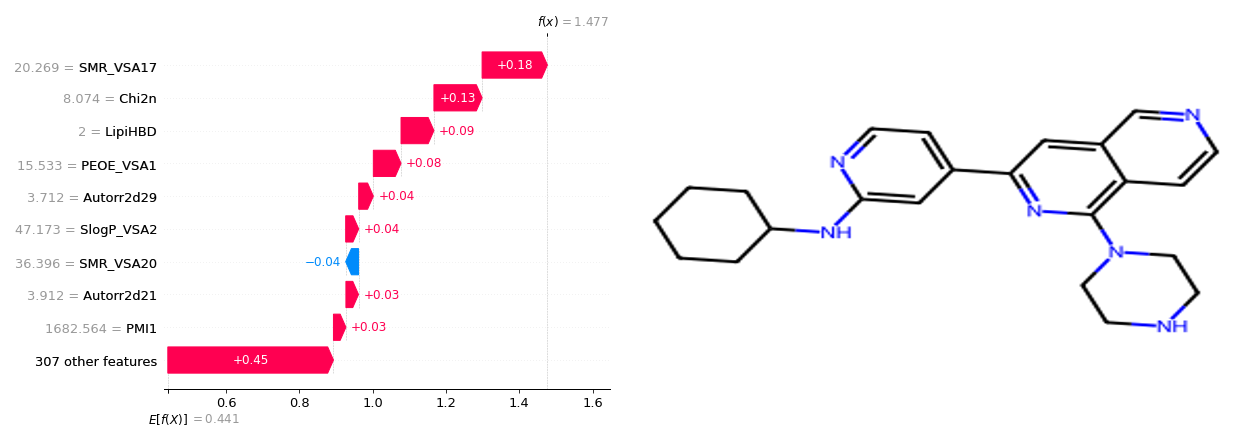 f(x) = 1.477
20.269 = SMR_VSA17
+0.18
8.074 = Chi2n
+0.13
2 = LipiHBD
+0.09
15.533 = PEOE_VSA1
+0.08
3.712 = Autorr2d29
+0.04
47.173 = SlogP_VSA2
+0.04
36.396 = SMR_VSA20
−0.04
3.912 = Autorr2d21
+0.03
1682.564 = PMI1
+0.03
307 other features
+0.45
0.6 0.8 1.0 1.2 1.4 1.6
E[f(X)] = 0.441
N
N
NH
N
N
NH